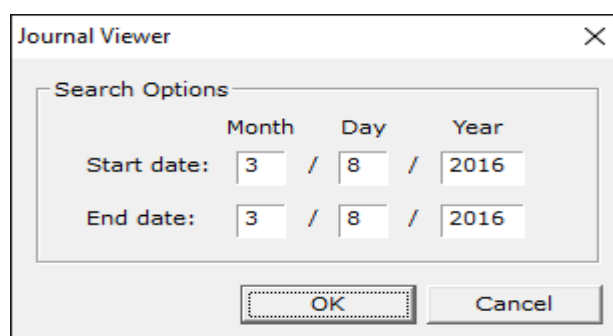 Journal Viewer
Search Options
Month Day Year
Start date: 3 / 8 / 2016
End date: 3 / 8 / 2016
OK Cancel